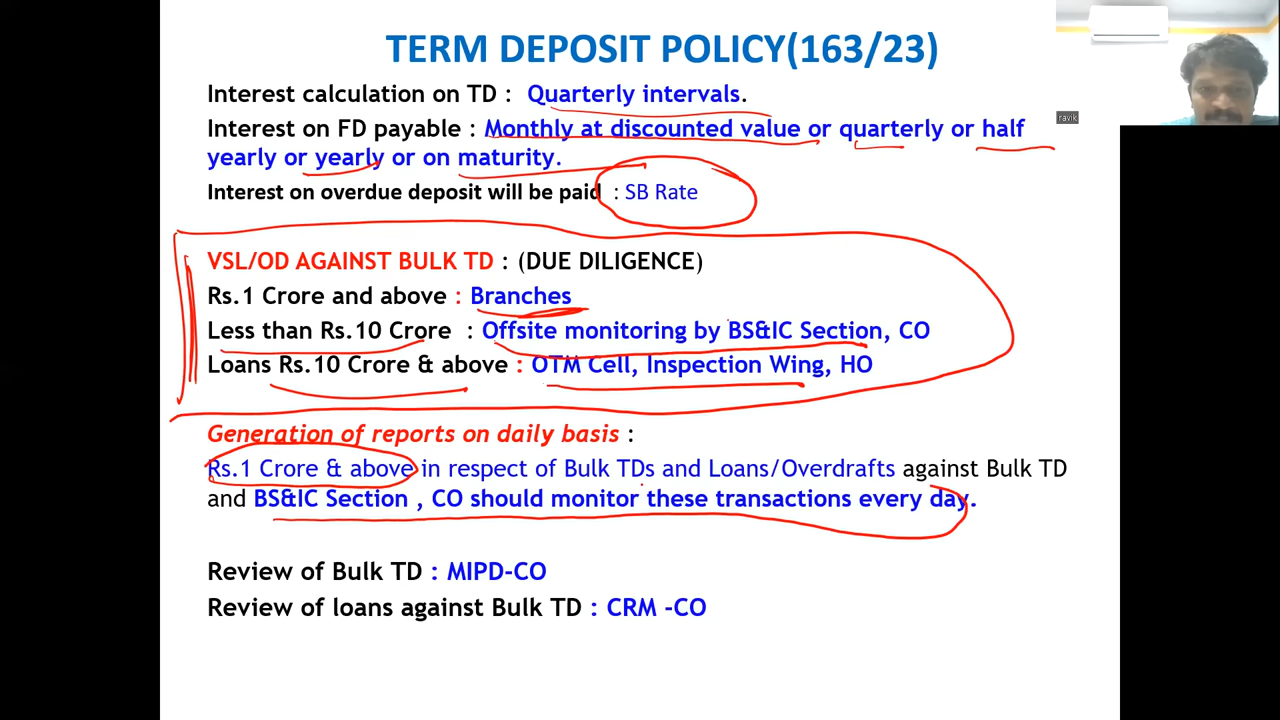 TERM DEPOSIT POLICY(163/23)
Interest calculation on TD : Quarterly intervals.
Interest on FD payable : Monthly at discounted value or quarterly or half
yearly or yearly or on maturity.
Interest on overdue deposit will be paid : SB Rate
VSL/OD AGAINST BULK TD : (DUE DILIGENCE)
Rs.1 Crore and above : Branches
Less than Rs.10 Crore : Offsite monitoring by BS&IC Section, CO
Loans Rs.10 Crore & above : OTM Cell, Inspection Wing, HO
Generation of reports on daily basis :
Rs.1 Crore & above in respect of Bulk TDs and Loans/Overdrafts against Bulk TD
and BS&IC Section , CO should monitor these transactions every day.
Review of Bulk TD : MIPD-CO
Review of loans against Bulk TD : CRM -CO
ravik